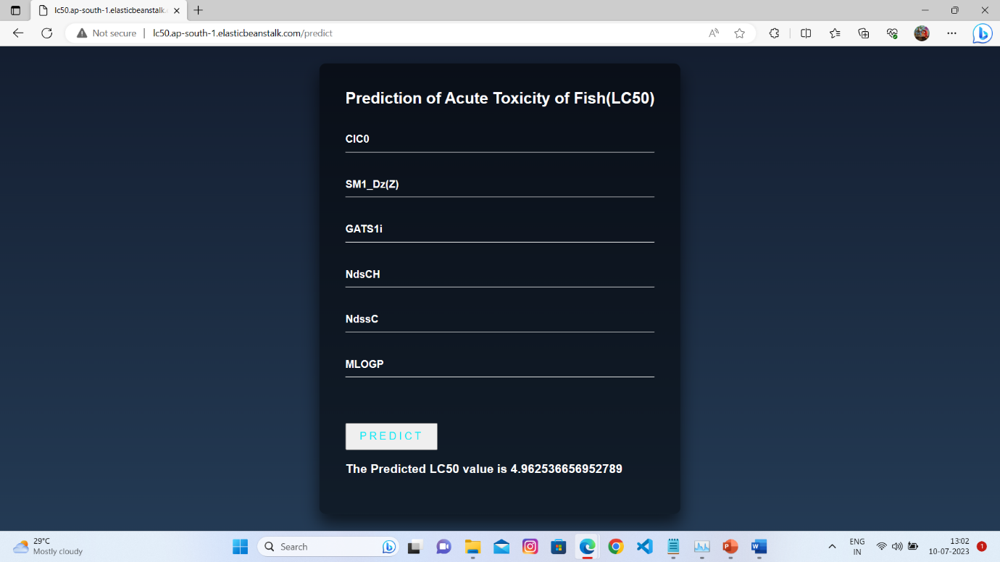 lc50.ap-south-1.elasticbeanstalk.
Not secure | lc50.ap-south-1.elasticbeanstalk.com/predict
Prediction of Acute Toxicity of Fish(LC50)
CIC0
SM1_Dz(Z)
GATS1i
NdsCH
NdssC
MLOGP
PREDICT
The Predicted LC50 value is 4.962536656952789
29°C
Mostly cloudy
Search
ENG
IN
13:02
10-07-2023
1